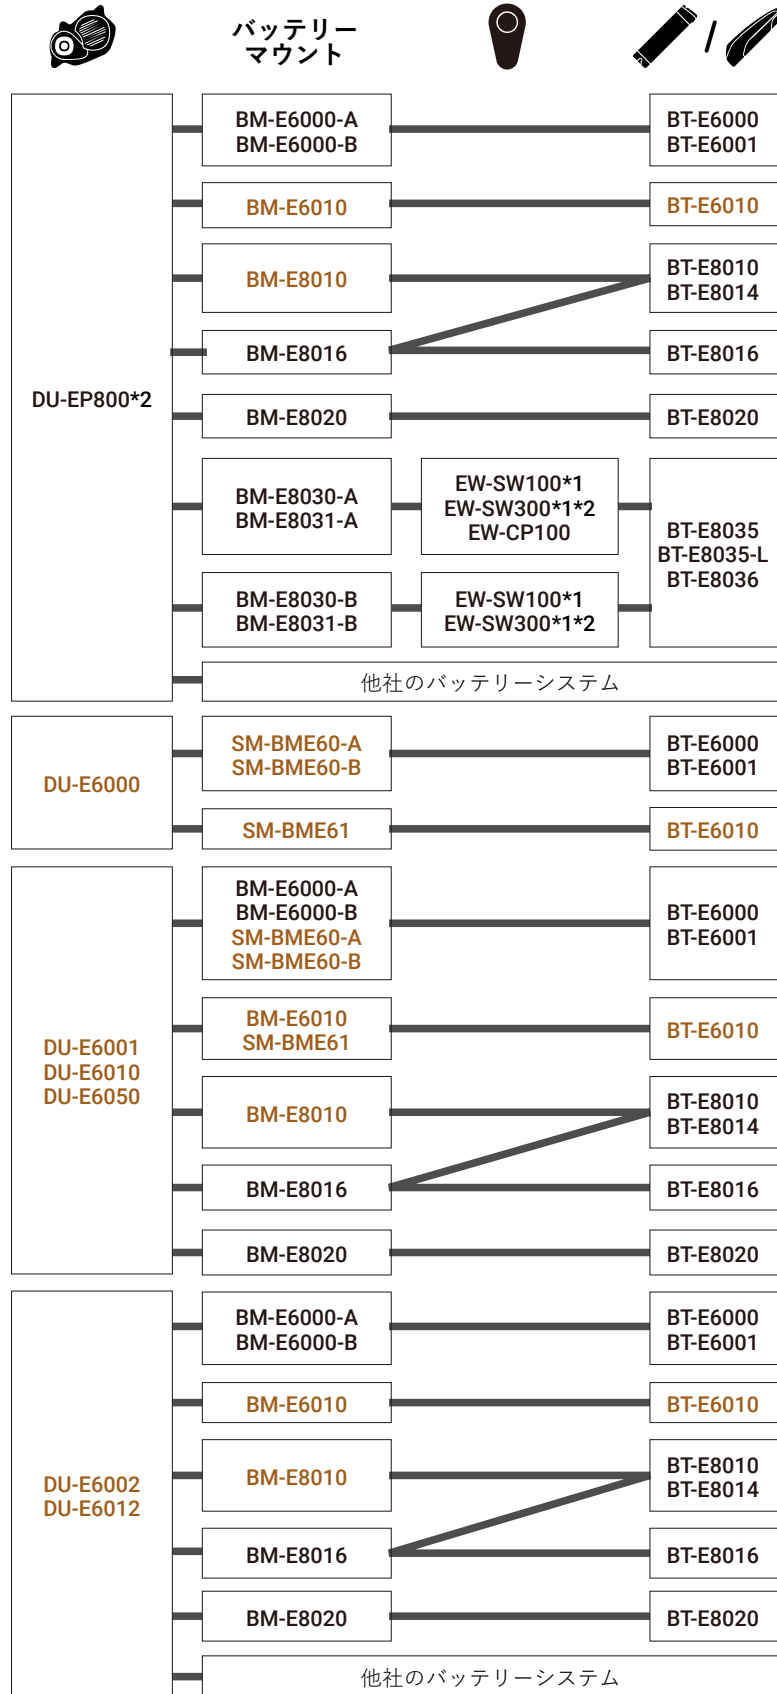 バッテリー
マウント
DU-EP800*2
BM-E6000-A
BM-E6000-B
BT-E6000
BT-E6001
BM-E6010
BT-E6010
BM-E8010
BT-E8010
BT-E8014
BM-E8016
BT-E8016
BM-E8020
BT-E8020
BM-E8030-A
BM-E8031-A
EW-SW100*1
EW-SW300*1*2
EW-CP100
BT-E8035
BT-E8035-L
BT-E8036
BM-E8030-B
BM-E8031-B
EW-SW100*1
EW-SW300*1*2
他社のバッテリーシステム
DU-E6000
SM-BME60-A
SM-BME60-B
BT-E6000
BT-E6001
SM-BME61
BT-E6010
DU-E6001
DU-E6010
DU-E6050
BM-E6000-A
BM-E6000-B
SM-BME60-A
SM-BME60-B
BT-E6000
BT-E6001
BM-E6010
SM-BME61
BT-E6010
BM-E8010
BT-E8010
BT-E8014
BM-E8016
BT-E8016
BM-E8020
BT-E8020
DU-E6002
DU-E6012
BM-E6000-A
BM-E6000-B
BT-E6000
BT-E6001
BM-E6010
BT-E6010
BM-E8010
BT-E8010
BT-E8014
BM-E8016
BT-E8016
BM-E8020
BT-E8020
他社のバッテリーシステム